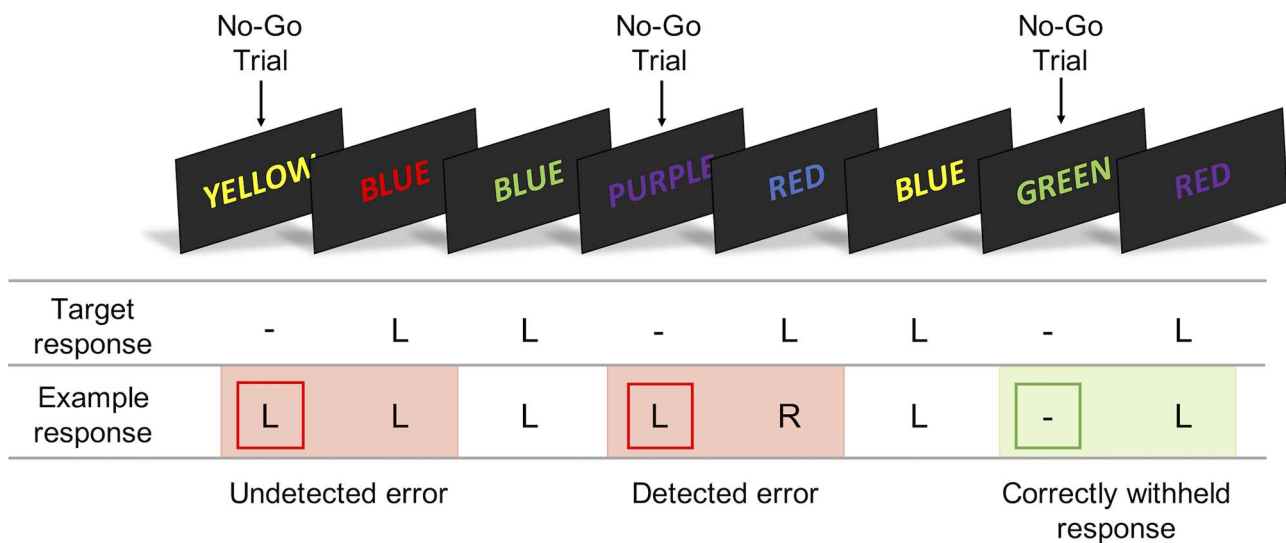 No-Go No-Go No-Go
Trial Trial Trial
YELLOW BLUE BLUE PURPLE RED BLUE GREEN RED
Target
response - L L - L L - L
Example
response L L L L R L - L
Undetected error Detected error Correctly withheld
response